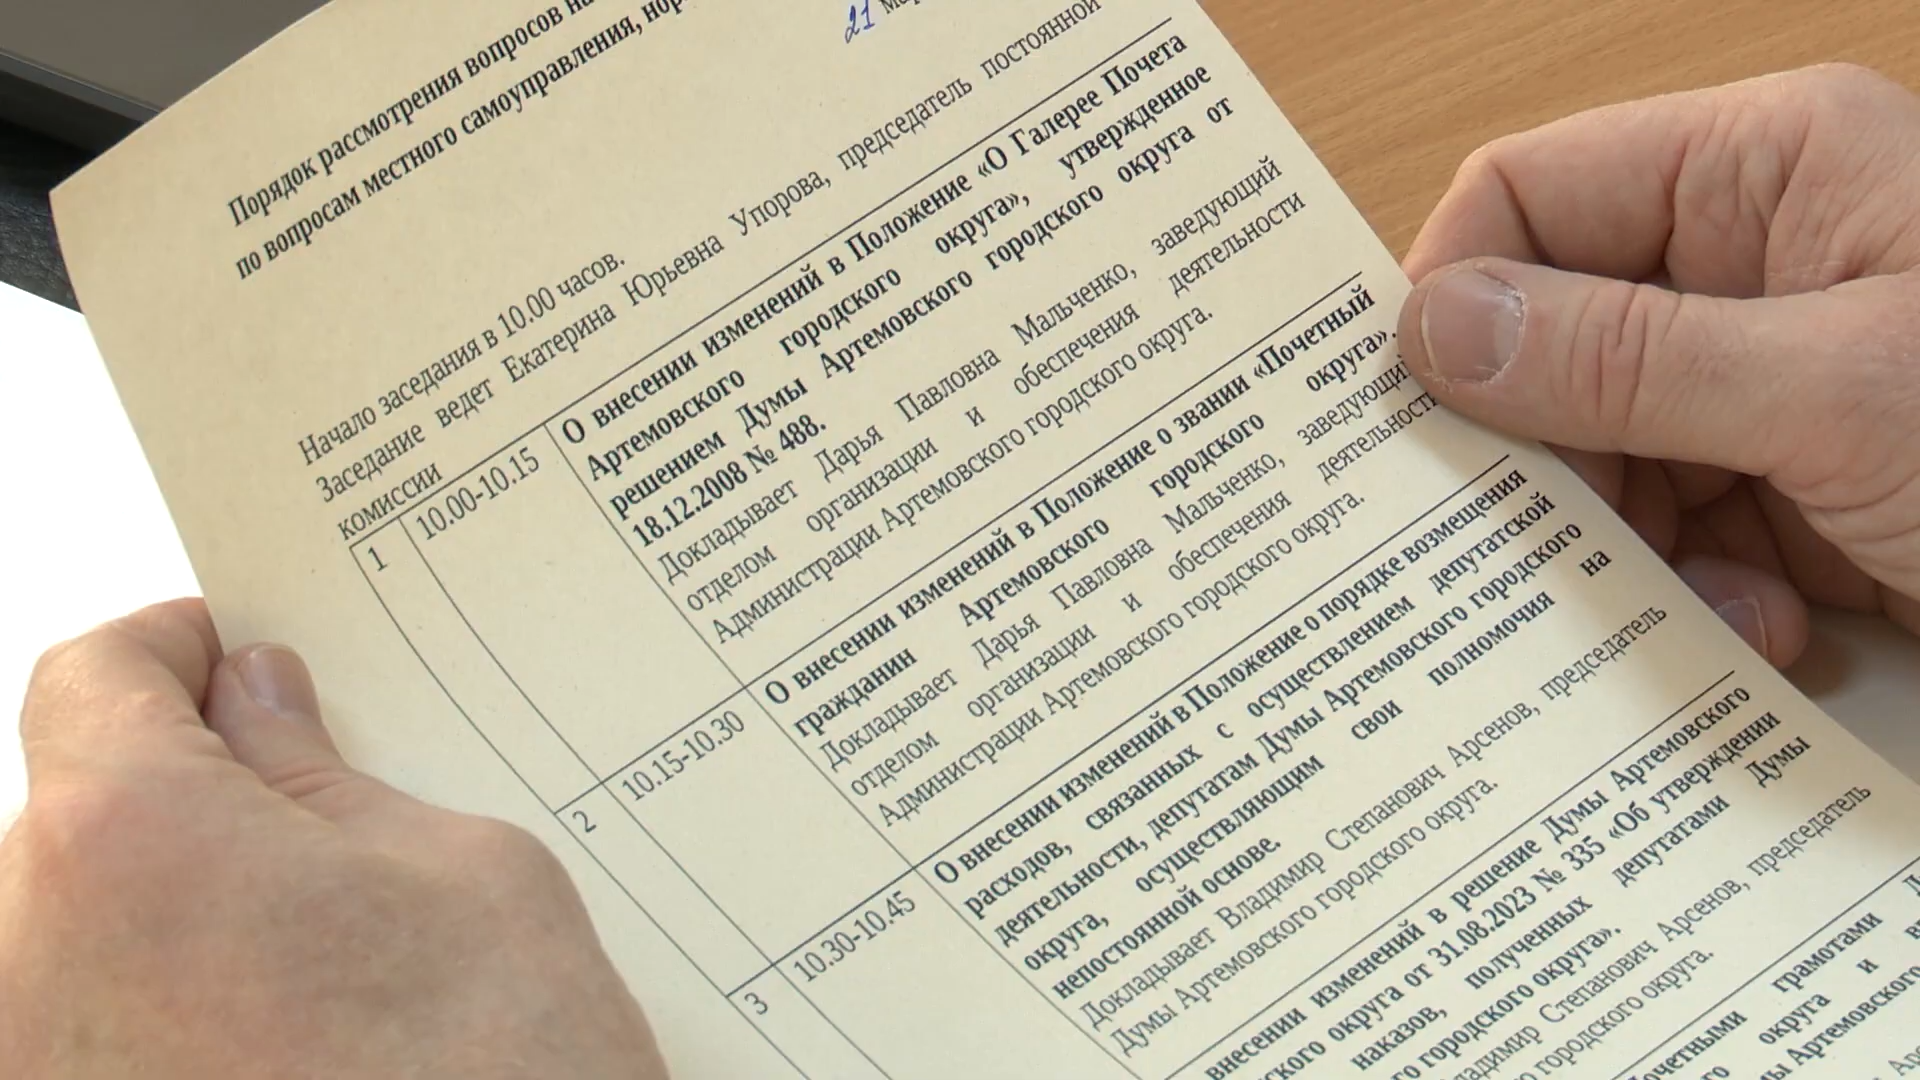 Порядок рассмотрения вопросов на
по вопросам местного самоуправления,
21
Начало заседания в 10.00 часов.
Заседание ведет Екатерина Юрьевна Упорова, председатель постоянной
комиссии
1
10.00-10.15
О внесении изменений в Положение «О Галерее Почета
Артемовского городского округа», утвержденное
решением Думы Артемовского городского округа от
18.12.2008 № 488.
Докладывает Дарья Павловна Мальченко, заведующий
отделом организации и обеспечения деятельности
Администрации Артемовского городского округа.
2
10.15-10.30
О внесении изменений в Положение о звании «Почетный
гражданин Артемовского городского округа».
Докладывает Дарья Павловна Мальченко, заведующий
отделом организации и обеспечения деятельности
Администрации Артемовского городского округа.
3
10.30-10.45
О внесении изменений в Положение о порядке возмещения
расходов, связанных с осуществлением депутатской
деятельности, депутатам Думы Артемовского городского
округа, осуществляющим свои полномочия на
непостоянной основе.
Докладывает Владимир Степанович Арсенов, председатель
Думы Артемовского городского округа.
внесении изменений в решение Думы Артемовского
округа от 31.08.2023 № 335 «Об утверждении
наказов, полученных депутатами Думы
городского округа».
Степанович Арсенов, председатель
городского округа.
грамотами
округа и
Артемовского